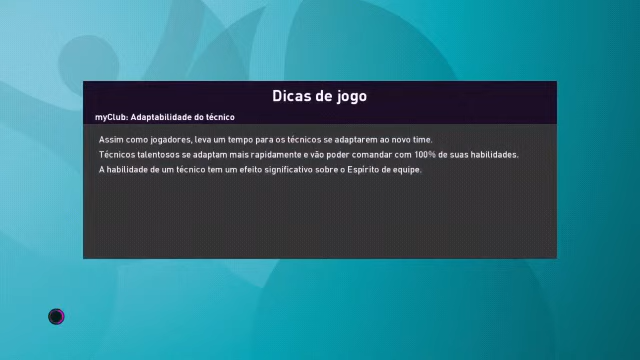 Dicas de jogo
myClub: Adaptabilidade do técnico
Assim como jogadores, leva um tempo para os técnicos se adaptarem ao novo time.
Técnicos talentosos se adaptam mais rapidamente e vão poder comandar com 100% de suas habilidades.
A habilidade de um técnico tem um efeito significativo sobre o Espírito de equipe.